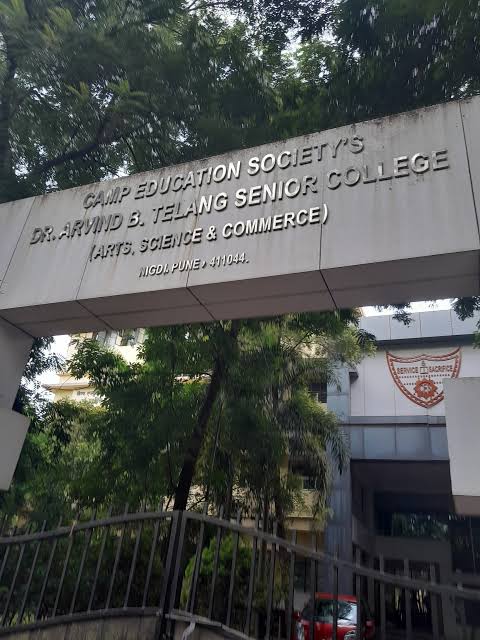 CAMP EDUCATION SOCIETY'S
DR. ARVIND B. TELANG SENIOR COLLEGE
(ARTS, SCIENCE & COMMERCE)
NIGDI, PUNE, 411044.
SERVICE SACRIFICE